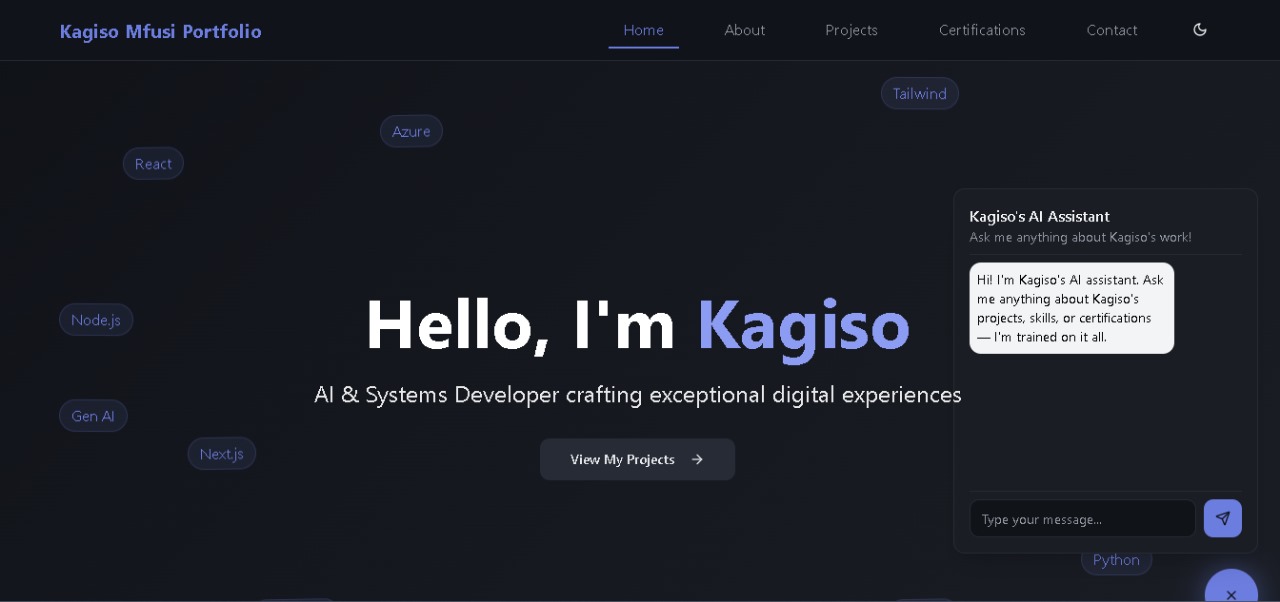 Kagiso Mfusi Portfolio
Home
About
Projects
Certifications
Contact
Tailwind
Azure
React
Kagiso's AI Assistant
Ask me anything about Kagiso's work!
Hi! I'm Kagiso's AI assistant. Ask
me anything about Kagiso's
projects, skills, or certifications
— I'm trained on it all.
Node.js
Hello, I'm Kagiso
AI & Systems Developer crafting exceptional digital experiences
Gen AI
Next.js
View My Projects
Type your message...
Python